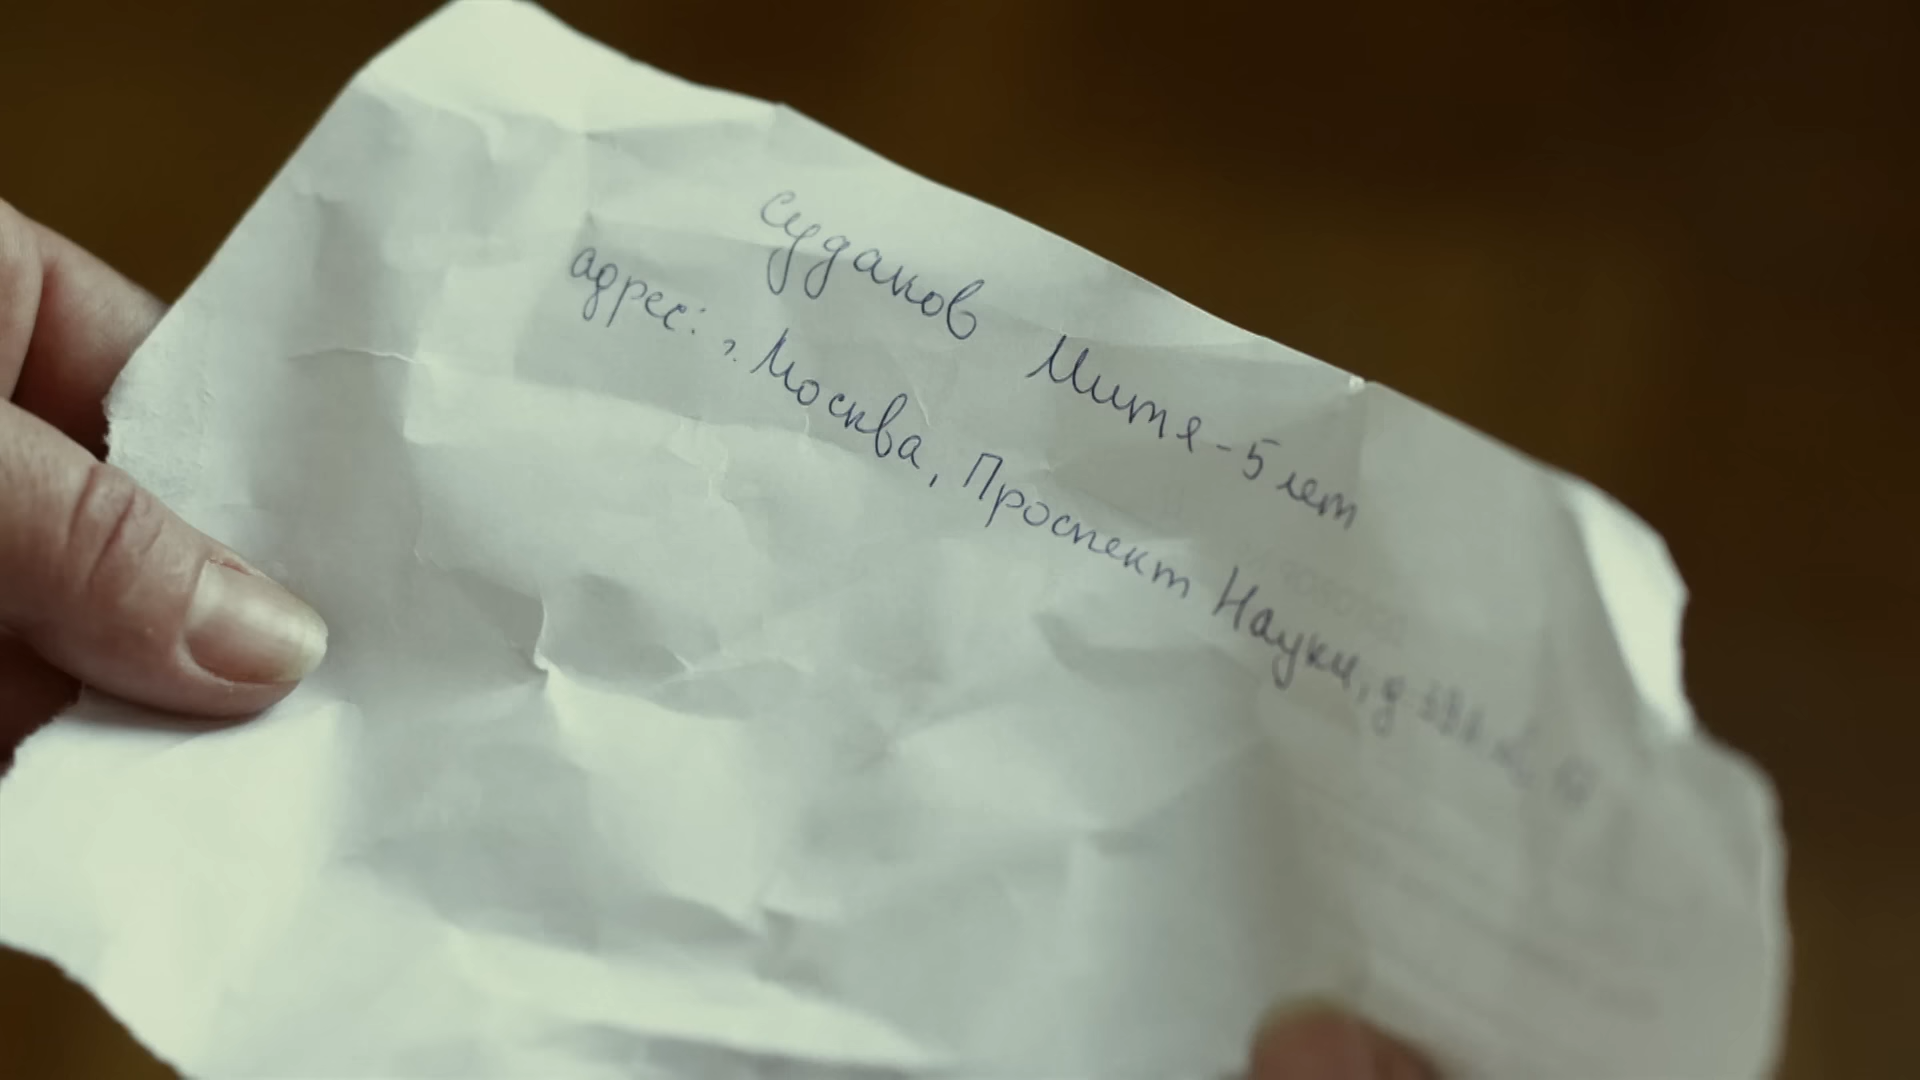 Судаков Митя - 5 лет
адрес: г. Москва, Проспект Науки, д